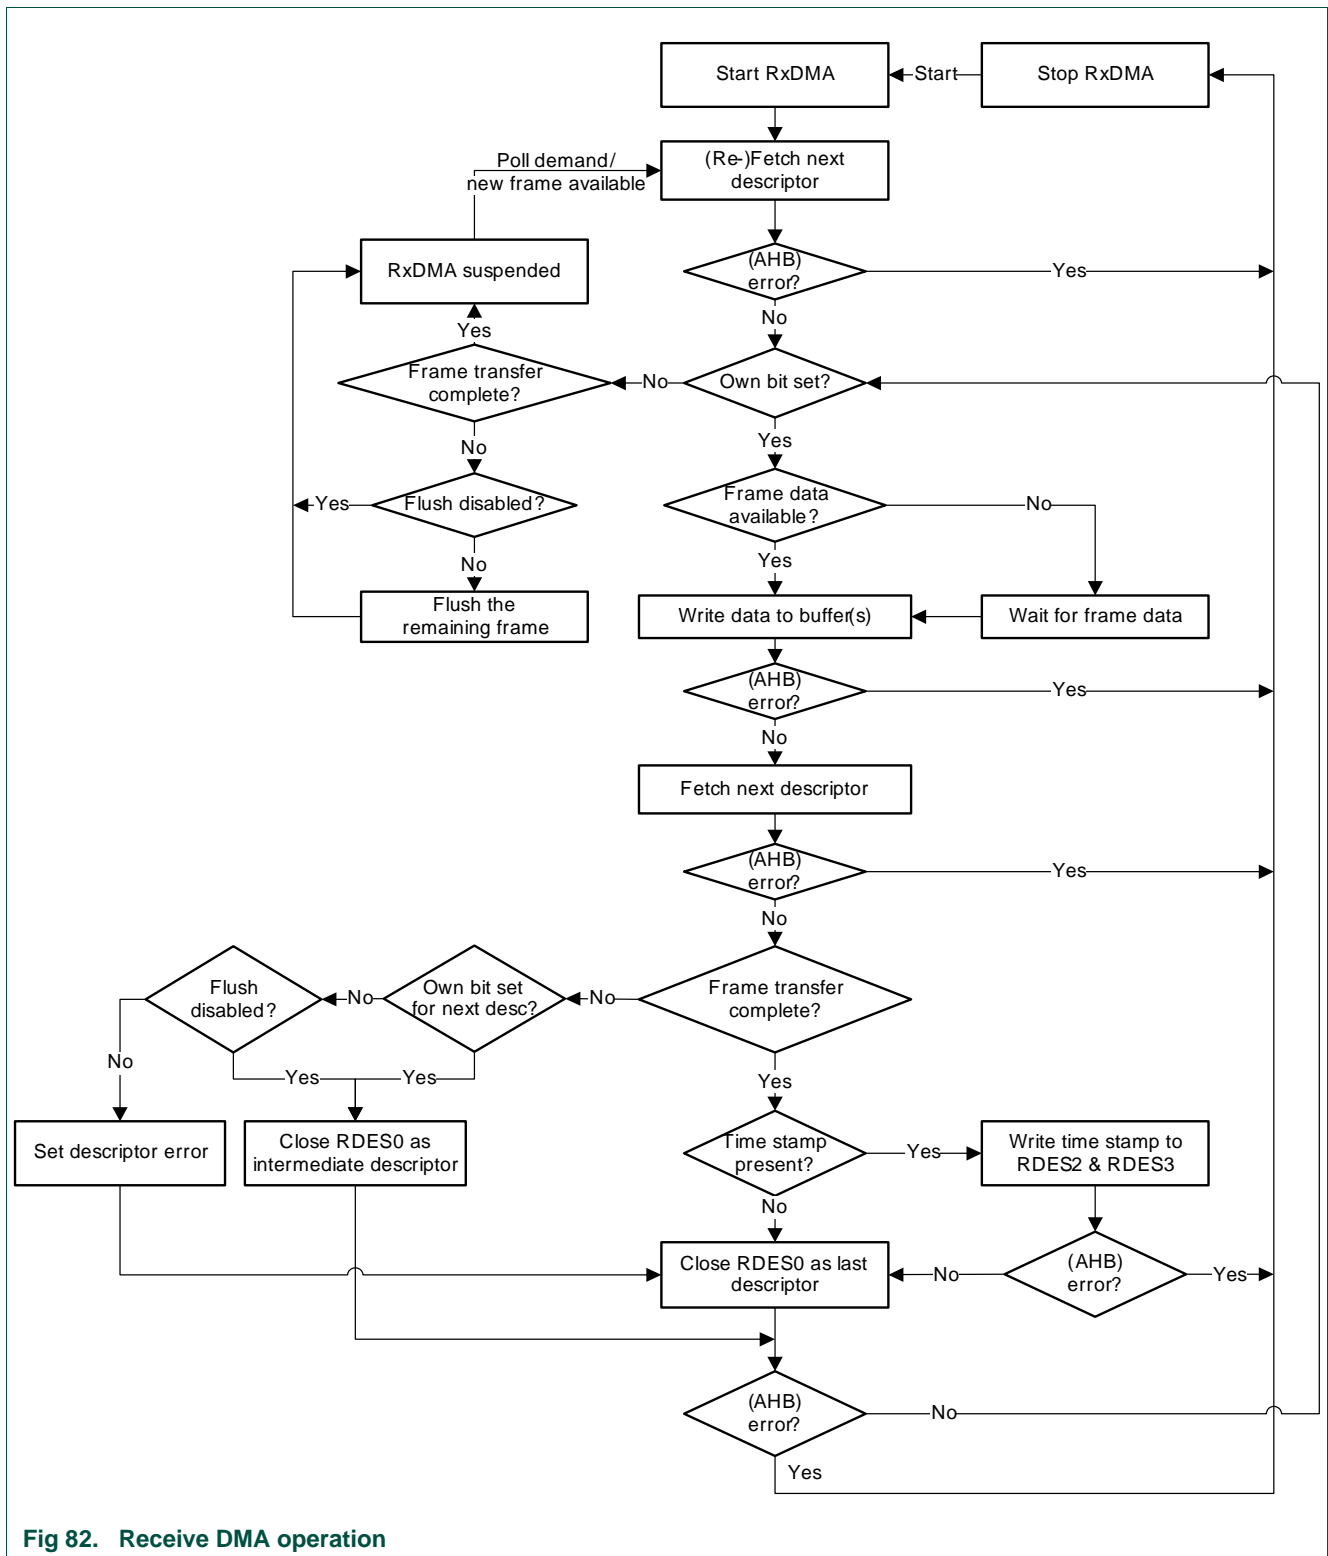 Start RxDMA
Start
Stop RxDMA
Poll demand/
new frame available
(Re-)Fetch next
descriptor
RxDMA suspended
(AHB)
error?
Yes
No
Yes
Frame transfer
complete?
No
Own bit set?
No
Yes
Yes
Flush disabled?
Frame data
available?
No
No
Yes
Flush the
remaining frame
Write data to buffer(s)
Wait for frame data
(AHB)
error?
Yes
No
Fetch next descriptor
(AHB)
error?
Yes
No
Flush
disabled?
No
Own bit set
for next desc?
No
Frame transfer
complete?
No
Yes
Yes
Yes
Set descriptor error
Close RDES0 as
intermediate descriptor
Time stamp
present?
Yes
Write time stamp to
RDES2 & RDES3
No
Close RDES0 as last
descriptor
No
(AHB)
error?
Yes
(AHB)
error?
No
Yes
Fig 82. Receive DMA operation